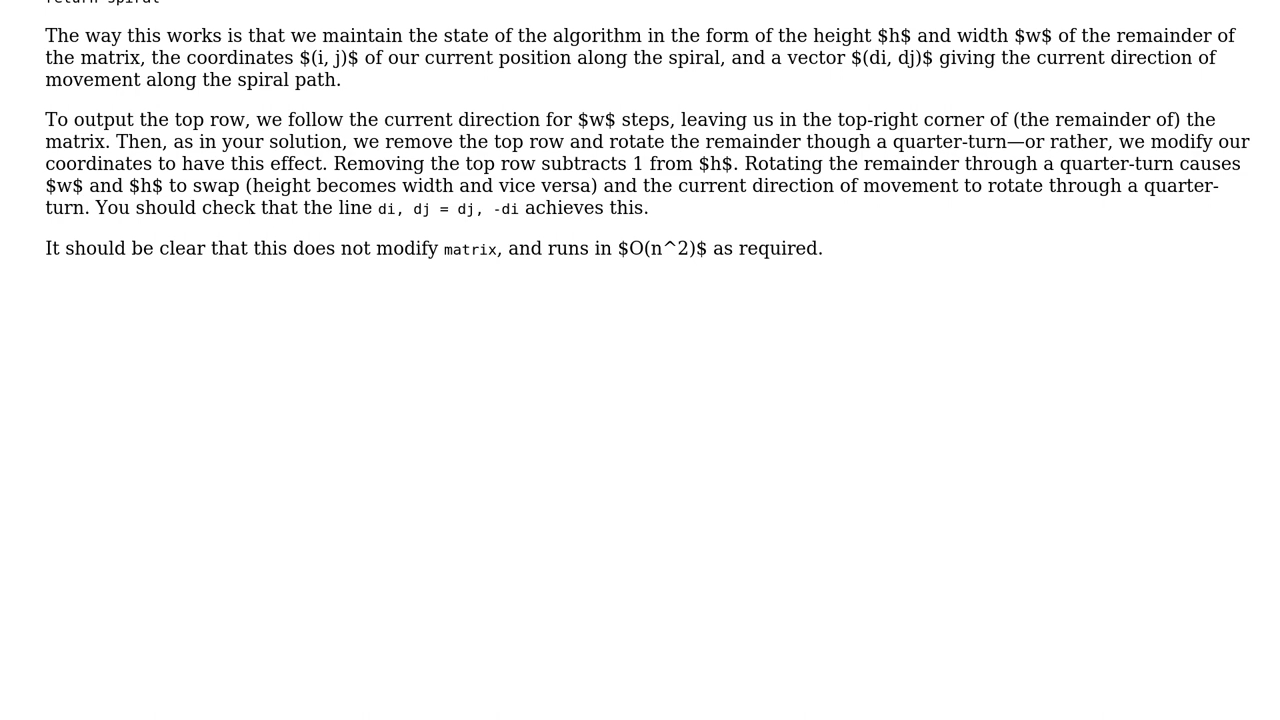 return spiral
The way this works is that we maintain the state of the algorithm in the form of the height $h$ and width $w$ of the remainder of
the matrix, the coordinates $(i, j)$ of our current position along the spiral, and a vector $(di, dj)$ giving the current direction of
movement along the spiral path.
To output the top row, we follow the current direction for $w$ steps, leaving us in the top-right corner of (the remainder of) the
matrix. Then, as in your solution, we remove the top row and rotate the remainder though a quarter-turn—or rather, we modify our
coordinates to have this effect. Removing the top row subtracts 1 from $h$. Rotating the remainder through a quarter-turn causes
$w$ and $h$ to swap (height becomes width and vice versa) and the current direction of movement to rotate through a quarter-
turn. You should check that the line di, dj = dj, -di achieves this.
It should be clear that this does not modify matrix, and runs in $O(n^2)$ as required.